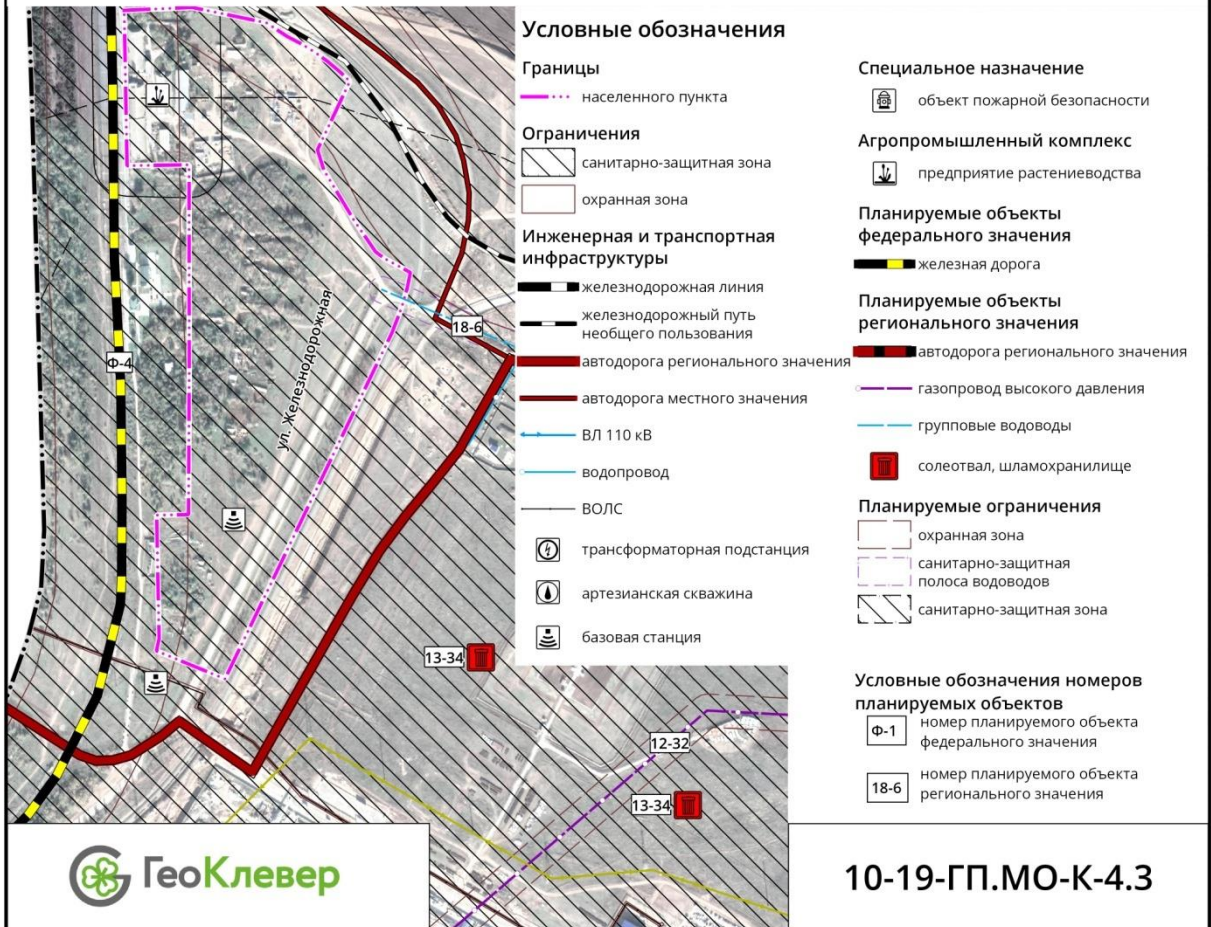 Условные обозначения
Границы
населенного пункта
Ограничения
санитарно-защитная зона
охранная зона
Инженерная и транспортная
инфраструктуры
железнодорожная линия
железнодорожный путь
необщего пользования
автодорога регионального значения
автодорога местного значения
ВЛ 110 кВ
водопровод
ВОЛС
трансформаторная подстанция
артезианская скважина
базовая станция
Специальное назначение
объект пожарной безопасности
Агропромышленный комплекс
предприятие растениеводства
Планируемые объекты
федерального значения
железная дорога
Планируемые объекты
регионального значения
автодорога регионального значения
газопровод высокого давления
групповые водоводы
солеотвал, шламохранилище
Планируемые ограничения
охранная зона
санитарно-защитная
полоса водоводов
санитарно-защитная зона
Условные обозначения номеров
планируемых объектов
Ф-1
номер планируемого объекта
федерального значения
18-6
номер планируемого объекта
регионального значения
Ф-4
ул. Железнодорожная
18-6
13-34
12-32
13-34
ГеоКлевер
10-19-ГП.МО-К-4.3